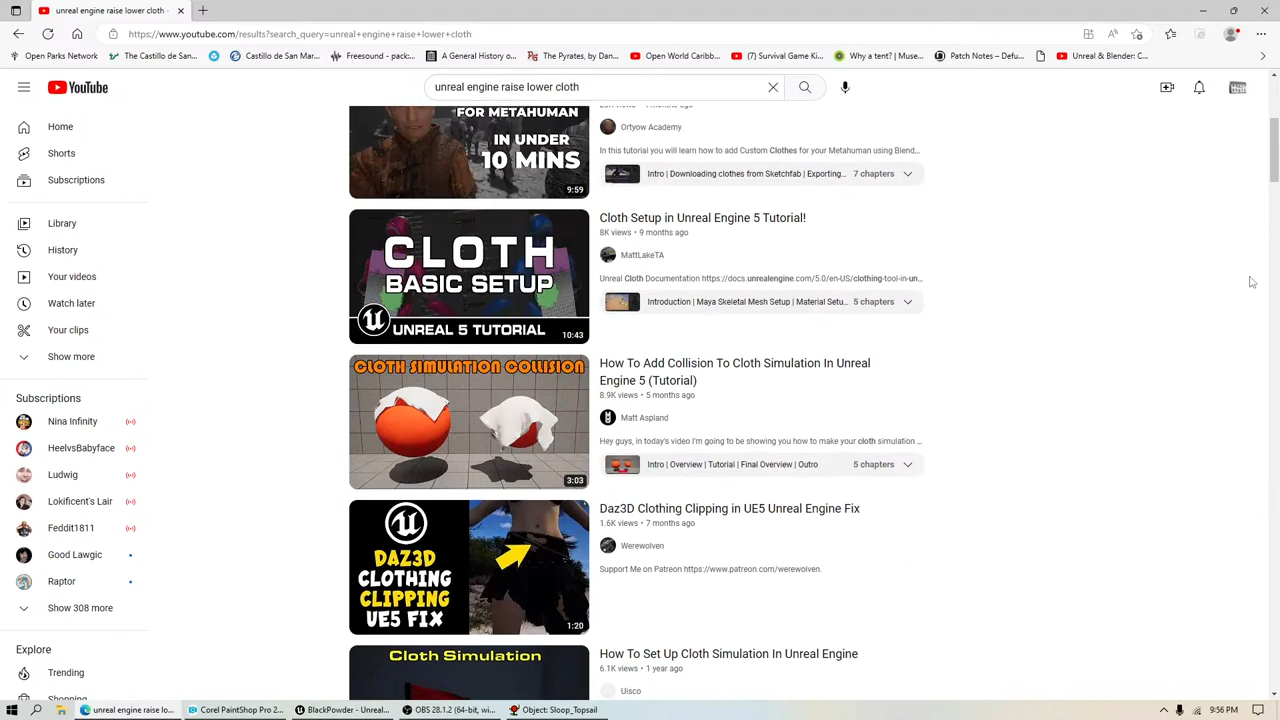 unreal engine raise lower cloth
https://www.youtube.com/results?search_query=unreal+engine+raise+lower+cloth
Open Parks Network
The Castillo de San...
Castillo de San Mar...
Freesound - pack...
A General History o...
The Pyrates, by Dan...
Open World Caribb...
(7) Survival Game Ki...
Why a tent? | Muse...
Patch Notes – Defu...
Unreal & Blender: C...
YouTube
unreal engine raise lower cloth
Home
Shorts
Subscriptions
Library
History
Your videos
Watch later
Your clips
Show more
Subscriptions
Nina Infinity
HeelvsBabyface
Ludwig
Lokificent's Lair
Feddit1811
Good Lawgic
Raptor
Show 308 more
Explore
Trending
Shopping
FOR METAHUMAN
IN UNDER
10 MINS
9:59
Ortyow Academy
In this tutorial you will learn how to add Custom Clothes for your Metahuman using Blend...
Intro | Downloading clothes from Sketchfab | Exporting...
7 chapters
CLOTH
BASIC SETUP
UNREAL 5 TUTORIAL
10:43
Cloth Setup in Unreal Engine 5 Tutorial!
8K views • 9 months ago
MattLakeTA
Unreal Cloth Documentation https://docs.unrealengine.com/5.0/en-US/clothing-tool-in-un...
Introduction | Maya Skeletal Mesh Setup | Material Setu...
5 chapters
CLOTH SIMULATION COLLISION
3:03
How To Add Collision To Cloth Simulation In Unreal
Engine 5 (Tutorial)
8.9K views • 5 months ago
Matt Aspland
Hey guys, in today's video I'm going to be showing you how to make your cloth simulation ...
Intro | Overview | Tutorial | Final Overview | Outro
5 chapters
DAZ3D
CLOTHING
CLIPPING
UE5 FIX
1:20
Daz3D Clothing Clipping in UE5 Unreal Engine Fix
1.6K views • 7 months ago
Werewolven
Support Me on Patreon https://www.patreon.com/werewolven.
Cloth Simulation
How To Set Up Cloth Simulation In Unreal Engine
6.1K views • 1 year ago
Uisco
unreal engine raise lo...
Corel PaintShop Pro 2...
BlackPowder - Unreal...
OBS 28.1.2 (64-bit, wi...
Object: Sloop_Topsail
9:56 PM